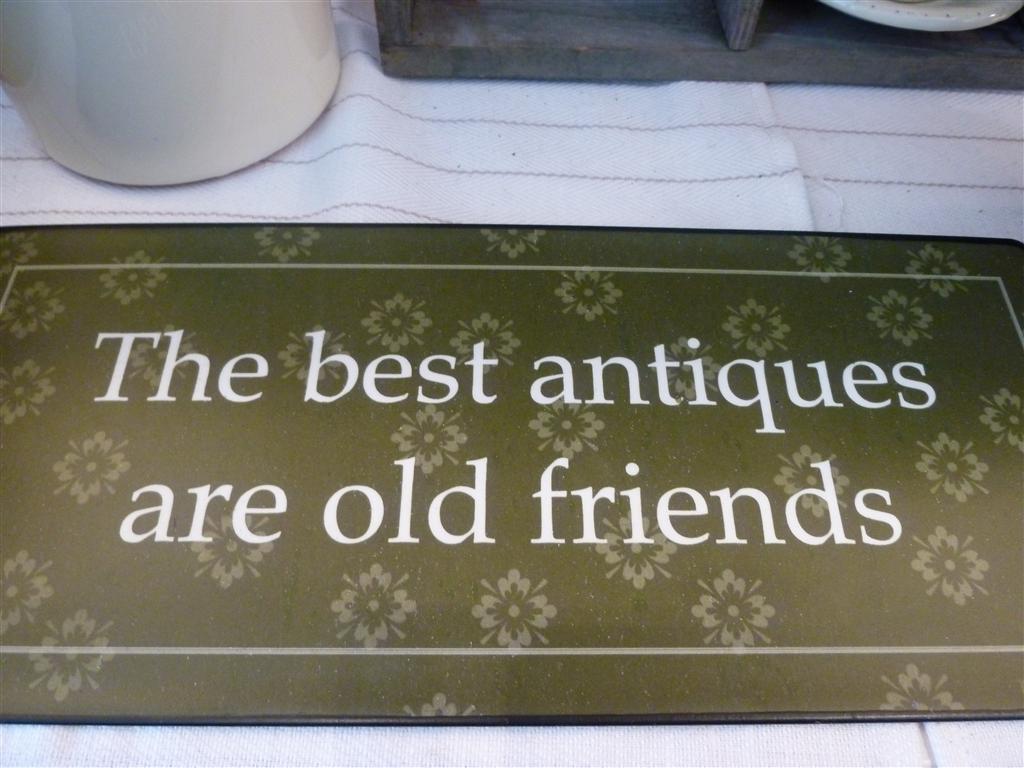 The best antiques
are old friends